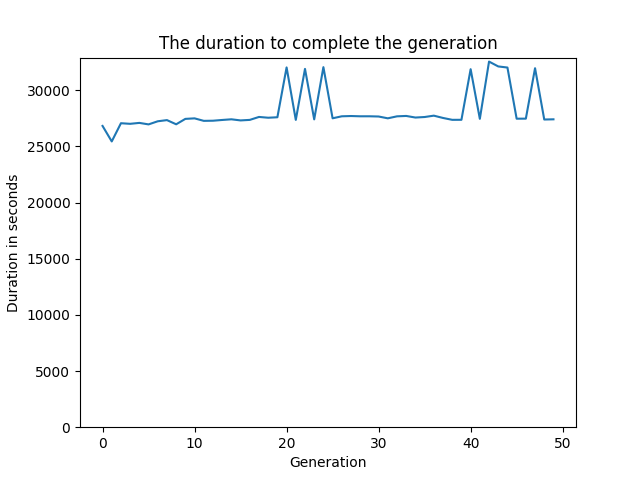 The duration to complete the generation
30000
25000
20000
15000
10000
5000
0
Duration in seconds
0 10 20 30 40 50
Generation